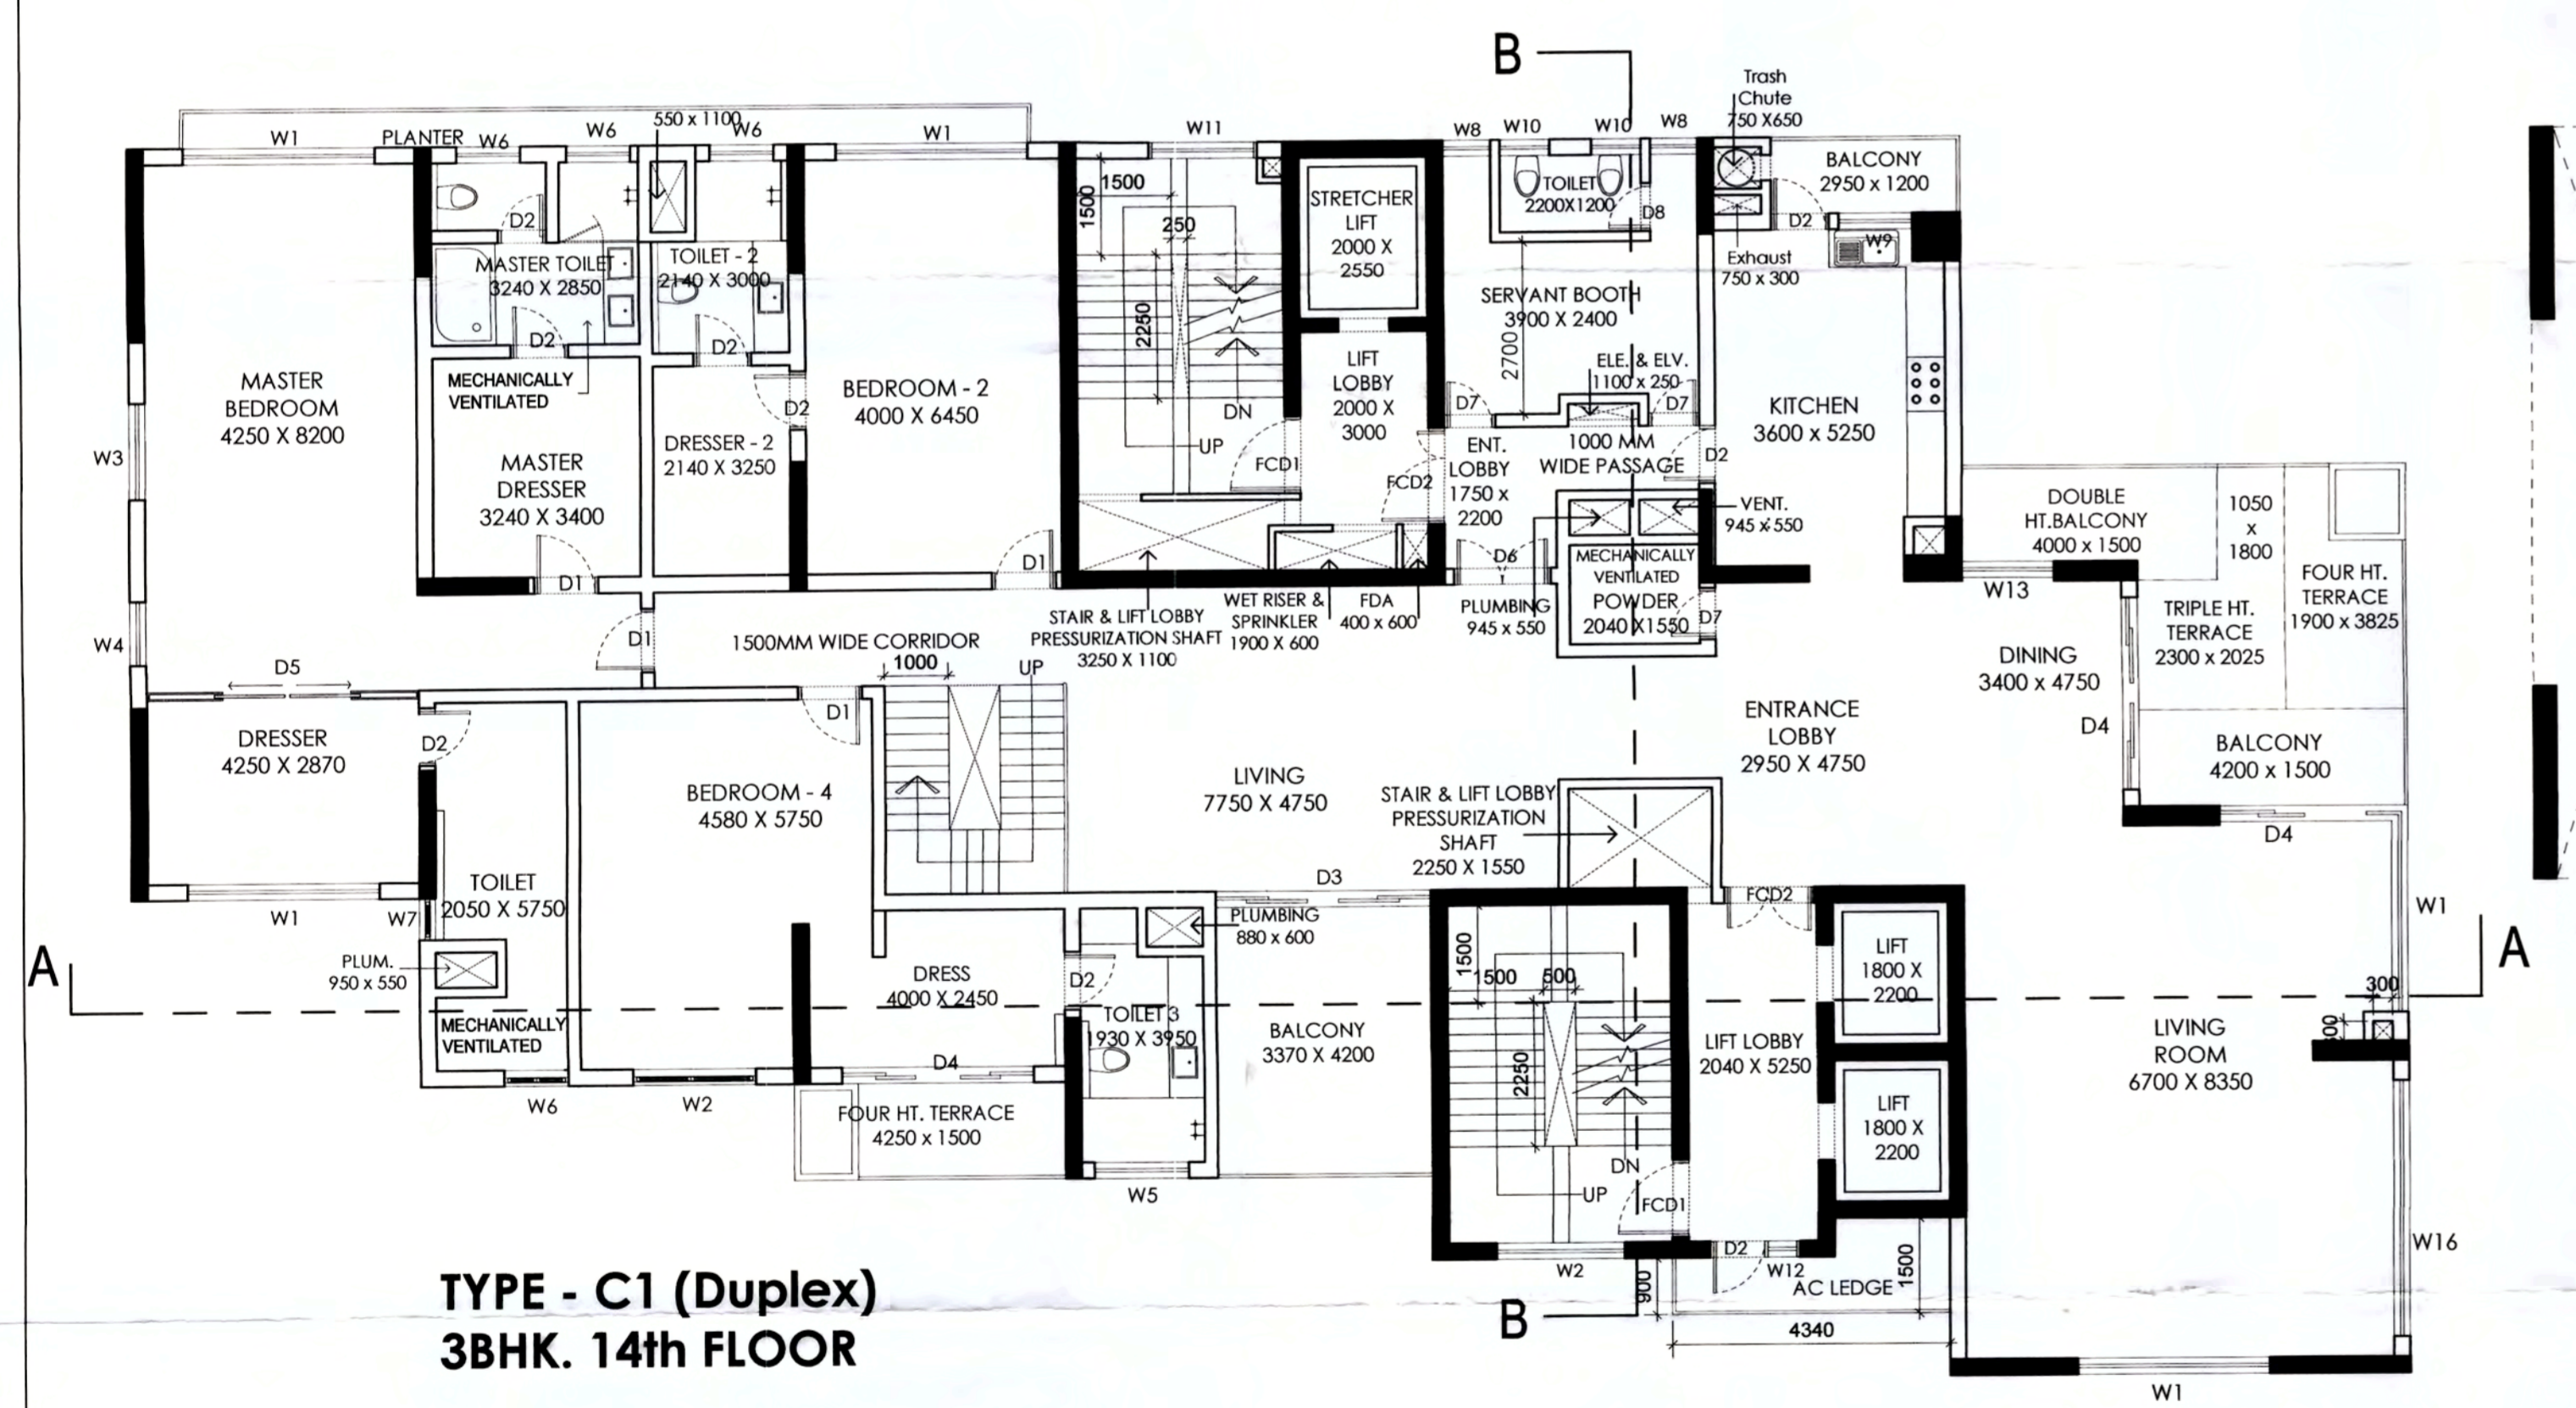 B
Trash
Chute
750 X650
550 x 1100
W1
PLANTER
W6
W6
W6
W1
W11
W8
W10
W10
W8
BALCONY
2950 x 1200
1500
1500
250
2250
STRETCHER
LIFT
2000 X
2550
TOILET
2200X1200
D8
D2
W9
Exhaust
750 x 300
D2
MASTER TOILET
3240 X 2850
D2
TOILET - 2
2140 X 3000
D2
SERVANT BOOTH
3900 X 2400
2700
ELE. & ELV.
1100 x 250
MASTER
BEDROOM
4250 X 8200
MECHANICALLY
VENTILATED
D2
BEDROOM - 2
4000 X 6450
LIFT
LOBBY
2000 X
3000
DN
UP
FCD1
FCD2
D7
D7
KITCHEN
3600 x 5250
W3
MASTER
DRESSER
3240 X 3400
DRESSER - 2
2140 X 3250
ENT.
LOBBY
1750 x
2200
1000 MM
WIDE PASSAGE
D2
VENT.
945 x 550
DOUBLE
HT.BALCONY
4000 x 1500
1050
x
1800
D1
D1
D6
MECHANICALLY
VENTILATED
POWDER
2040 X1550
D7
W13
FOUR HT.
TERRACE
1900 x 3825
TRIPLE HT.
TERRACE
2300 x 2025
W4
D1
1500MM WIDE CORRIDOR
STAIR & LIFT LOBBY
PRESSURIZATION SHAFT
3250 X 1100
WET RISER &
SPRINKLER
1900 X 600
FDA
400 x 600
PLUMBING
945 x 550
D5
1000
UP
DINING
3400 x 4750
D4
DRESSER
4250 X 2870
D2
D1
ENTRANCE
LOBBY
2950 X 4750
BALCONY
4200 x 1500
BEDROOM - 4
4580 X 5750
LIVING
7750 X 4750
STAIR & LIFT LOBBY
PRESSURIZATION
SHAFT
2250 X 1550
D4
TOILET
2050 X 5750
W1
W7
D3
FCD2
W1
PLUMBING
880 x 600
A
PLUM.
950 x 550
DRESS
4000 X 2450
D2
1500
1500
500
LIFT
1800 X
2200
A
300
MECHANICALLY
VENTILATED
TOILET 3
1930 X 3950
BALCONY
3370 X 4200
2250
LIFT LOBBY
2040 X 5250
LIVING
ROOM
6700 X 8350
D4
W6
W2
FOUR HT. TERRACE
4250 x 1500
W5
DN
UP
FCD1
LIFT
1800 X
2200
W16
D2
W12
W2
900
AC LEDGE
1500
TYPE - C1 (Duplex)
3BHK. 14th FLOOR
B
4340
W1